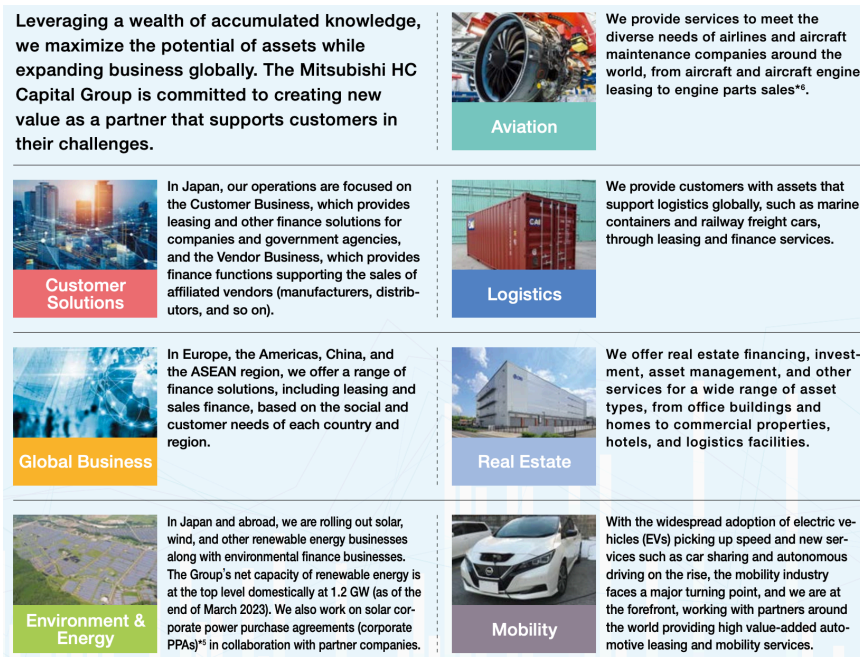 Leveraging a wealth of accumulated knowledge,
we maximize the potential of assets while
expanding business globally. The Mitsubishi HC
Capital Group is committed to creating new
value as a partner that supports customers in
their challenges.
Aviation
We provide services to meet the
diverse needs of airlines and aircraft
maintenance companies around the
world, from aircraft and aircraft engine
leasing to engine parts sales*6.
Customer
Solutions
In Japan, our operations are focused on
the Customer Business, which provides
leasing and other finance solutions for
companies and government agencies,
and the Vendor Business, which provides
finance functions supporting the sales of
affiliated vendors (manufacturers, distrib-
utors, and so on).
CAI
Logistics
We provide customers with assets that
support logistics globally, such as marine
containers and railway freight cars,
through leasing and finance services.
Global Business
In Europe, the Americas, China, and
the ASEAN region, we offer a range of
finance solutions, including leasing and
sales finance, based on the social and
customer needs of each country and
region.
Real Estate
We offer real estate financing, invest-
ment, asset management, and other
services for a wide range of asset
types, from office buildings and
homes to commercial properties,
hotels, and logistics facilities.
Environment &
Energy
In Japan and abroad, we are rolling out solar,
wind, and other renewable energy businesses
along with environmental finance businesses.
The Group's net capacity of renewable energy is
at the top level domestically at 1.2 GW (as of the
end of March 2023). We also work on solar cor-
porate power purchase agreements (corporate
PPAs)*5 in collaboration with partner companies.
Mobility
With the widespread adoption of electric ve-
hicles (EVs) picking up speed and new ser-
vices such as car sharing and autonomous
driving on the rise, the mobility industry
faces a major turning point, and we are at
the forefront, working with partners around
the world providing high value-added auto-
motive leasing and mobility services.